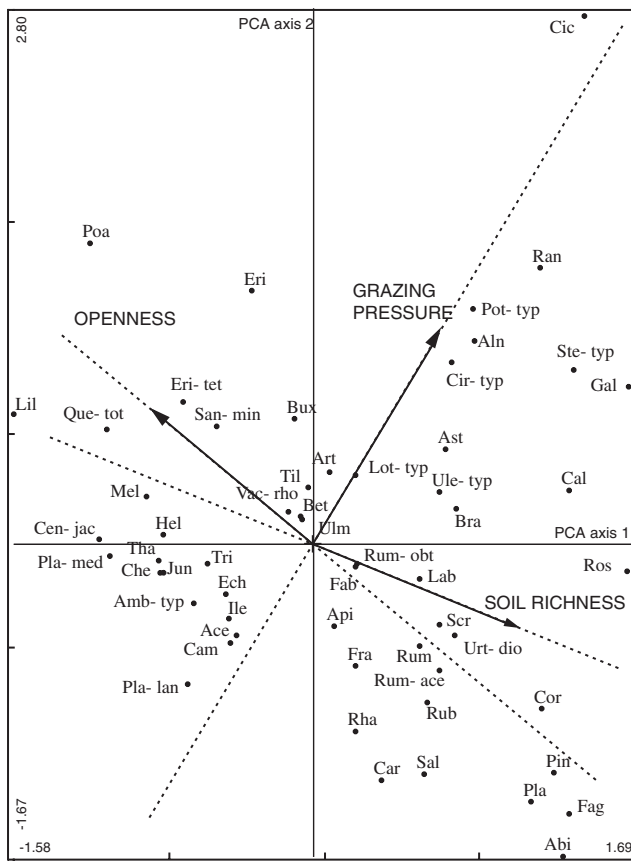 2.80
PCA axis 2
Cic
Poa
Ran
Eri
GRAZING
PRESSURE
OPENNESS
Pot- typ
Aln
Ste- typ
Cir- typ
Gal
Eri- tet
Lil
Que- tot
San- min
Bux
Ast
Art
Til
Lot- typ
Mel
Vac- rho
Ule- typ
Cal
Bet
Bra
Cen- jac
Hel
Ulm
PCA axis 1
Pla- med
Tha
Che
Jun
Tri
Rum- obt
Fab
Lab
Ros
Ech
Amb- typ
Ile
Api
SOIL RICHNESS
Scr
Ace
Cam
Fra
Rum
Urt- dio
Rum- ace
Pla- lan
Rub
Cor
Rha
Car
Sal
Pin
Pla
Fag
-1.67
Abi
-1.58
1.69